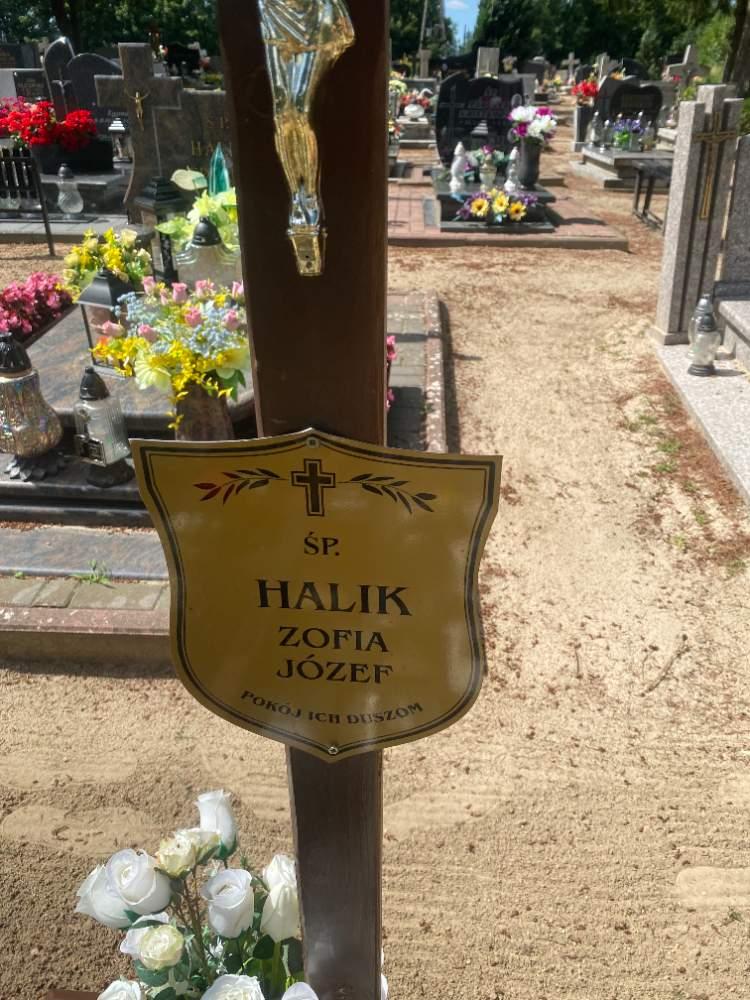 ŚP.
HALIK
ZOFIA
JÓZEF
POKÓJ ICH DUSZOM